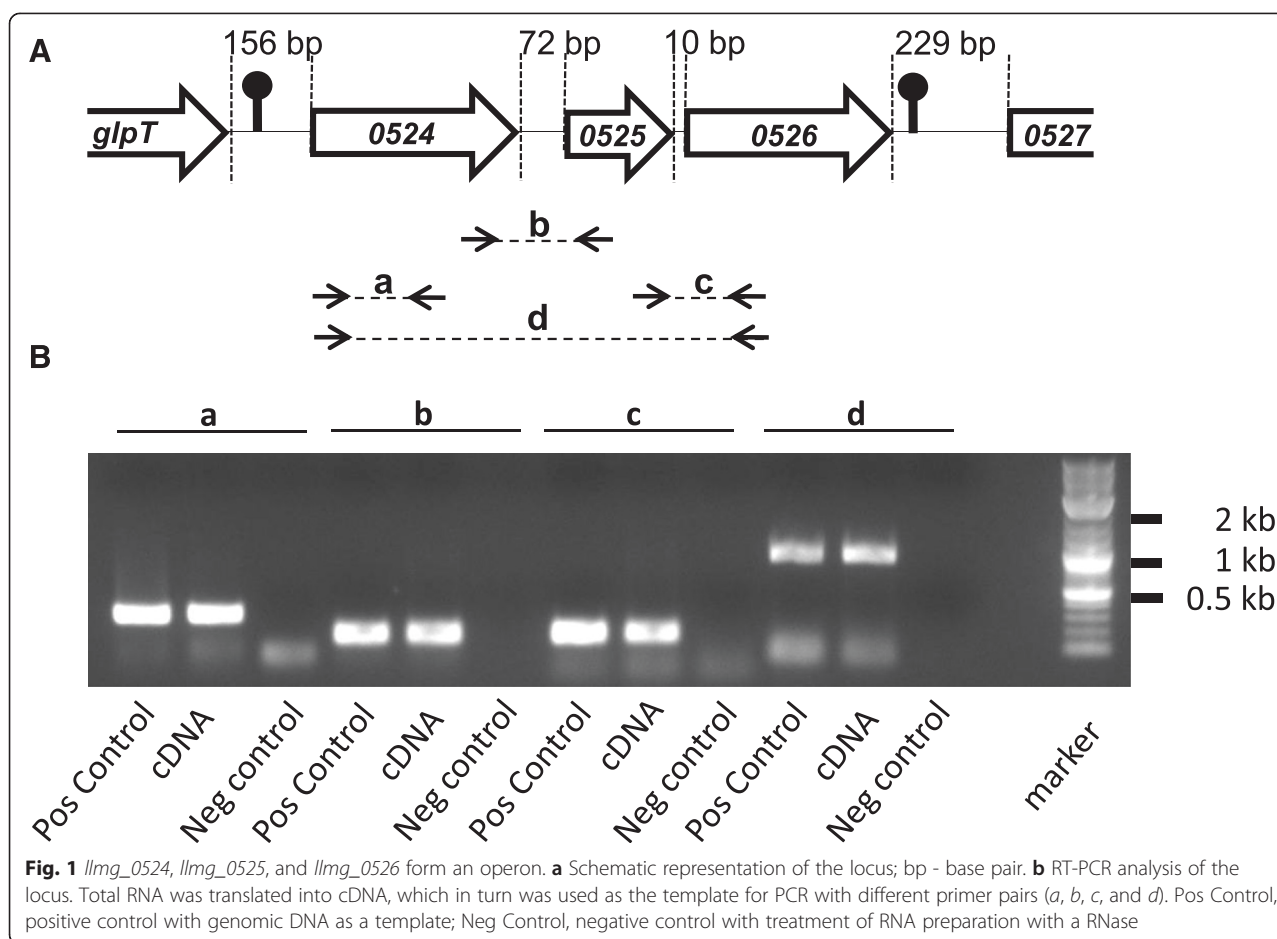 A
156 bp
72 bp
10 bp
229 bp
glpT
0524
0525
0526
0527
b
a
c
d
B
a
b
c
d
2 kb
1 kb
0.5 kb
Pos Control
cDNA
Neg control
Pos Control
cDNA
Neg control
Pos Control
cDNA
Neg control
Pos Control
cDNA
Neg control
marker
Fig. 1 llmg_0524, llmg_0525, and llmg_0526 form an operon. a Schematic representation of the locus; bp - base pair. b RT-PCR analysis of the
locus. Total RNA was translated into cDNA, which in turn was used as the template for PCR with different primer pairs (a, b, c, and d). Pos Control,
positive control with genomic DNA as a template; Neg Control, negative control with treatment of RNA preparation with a RNase